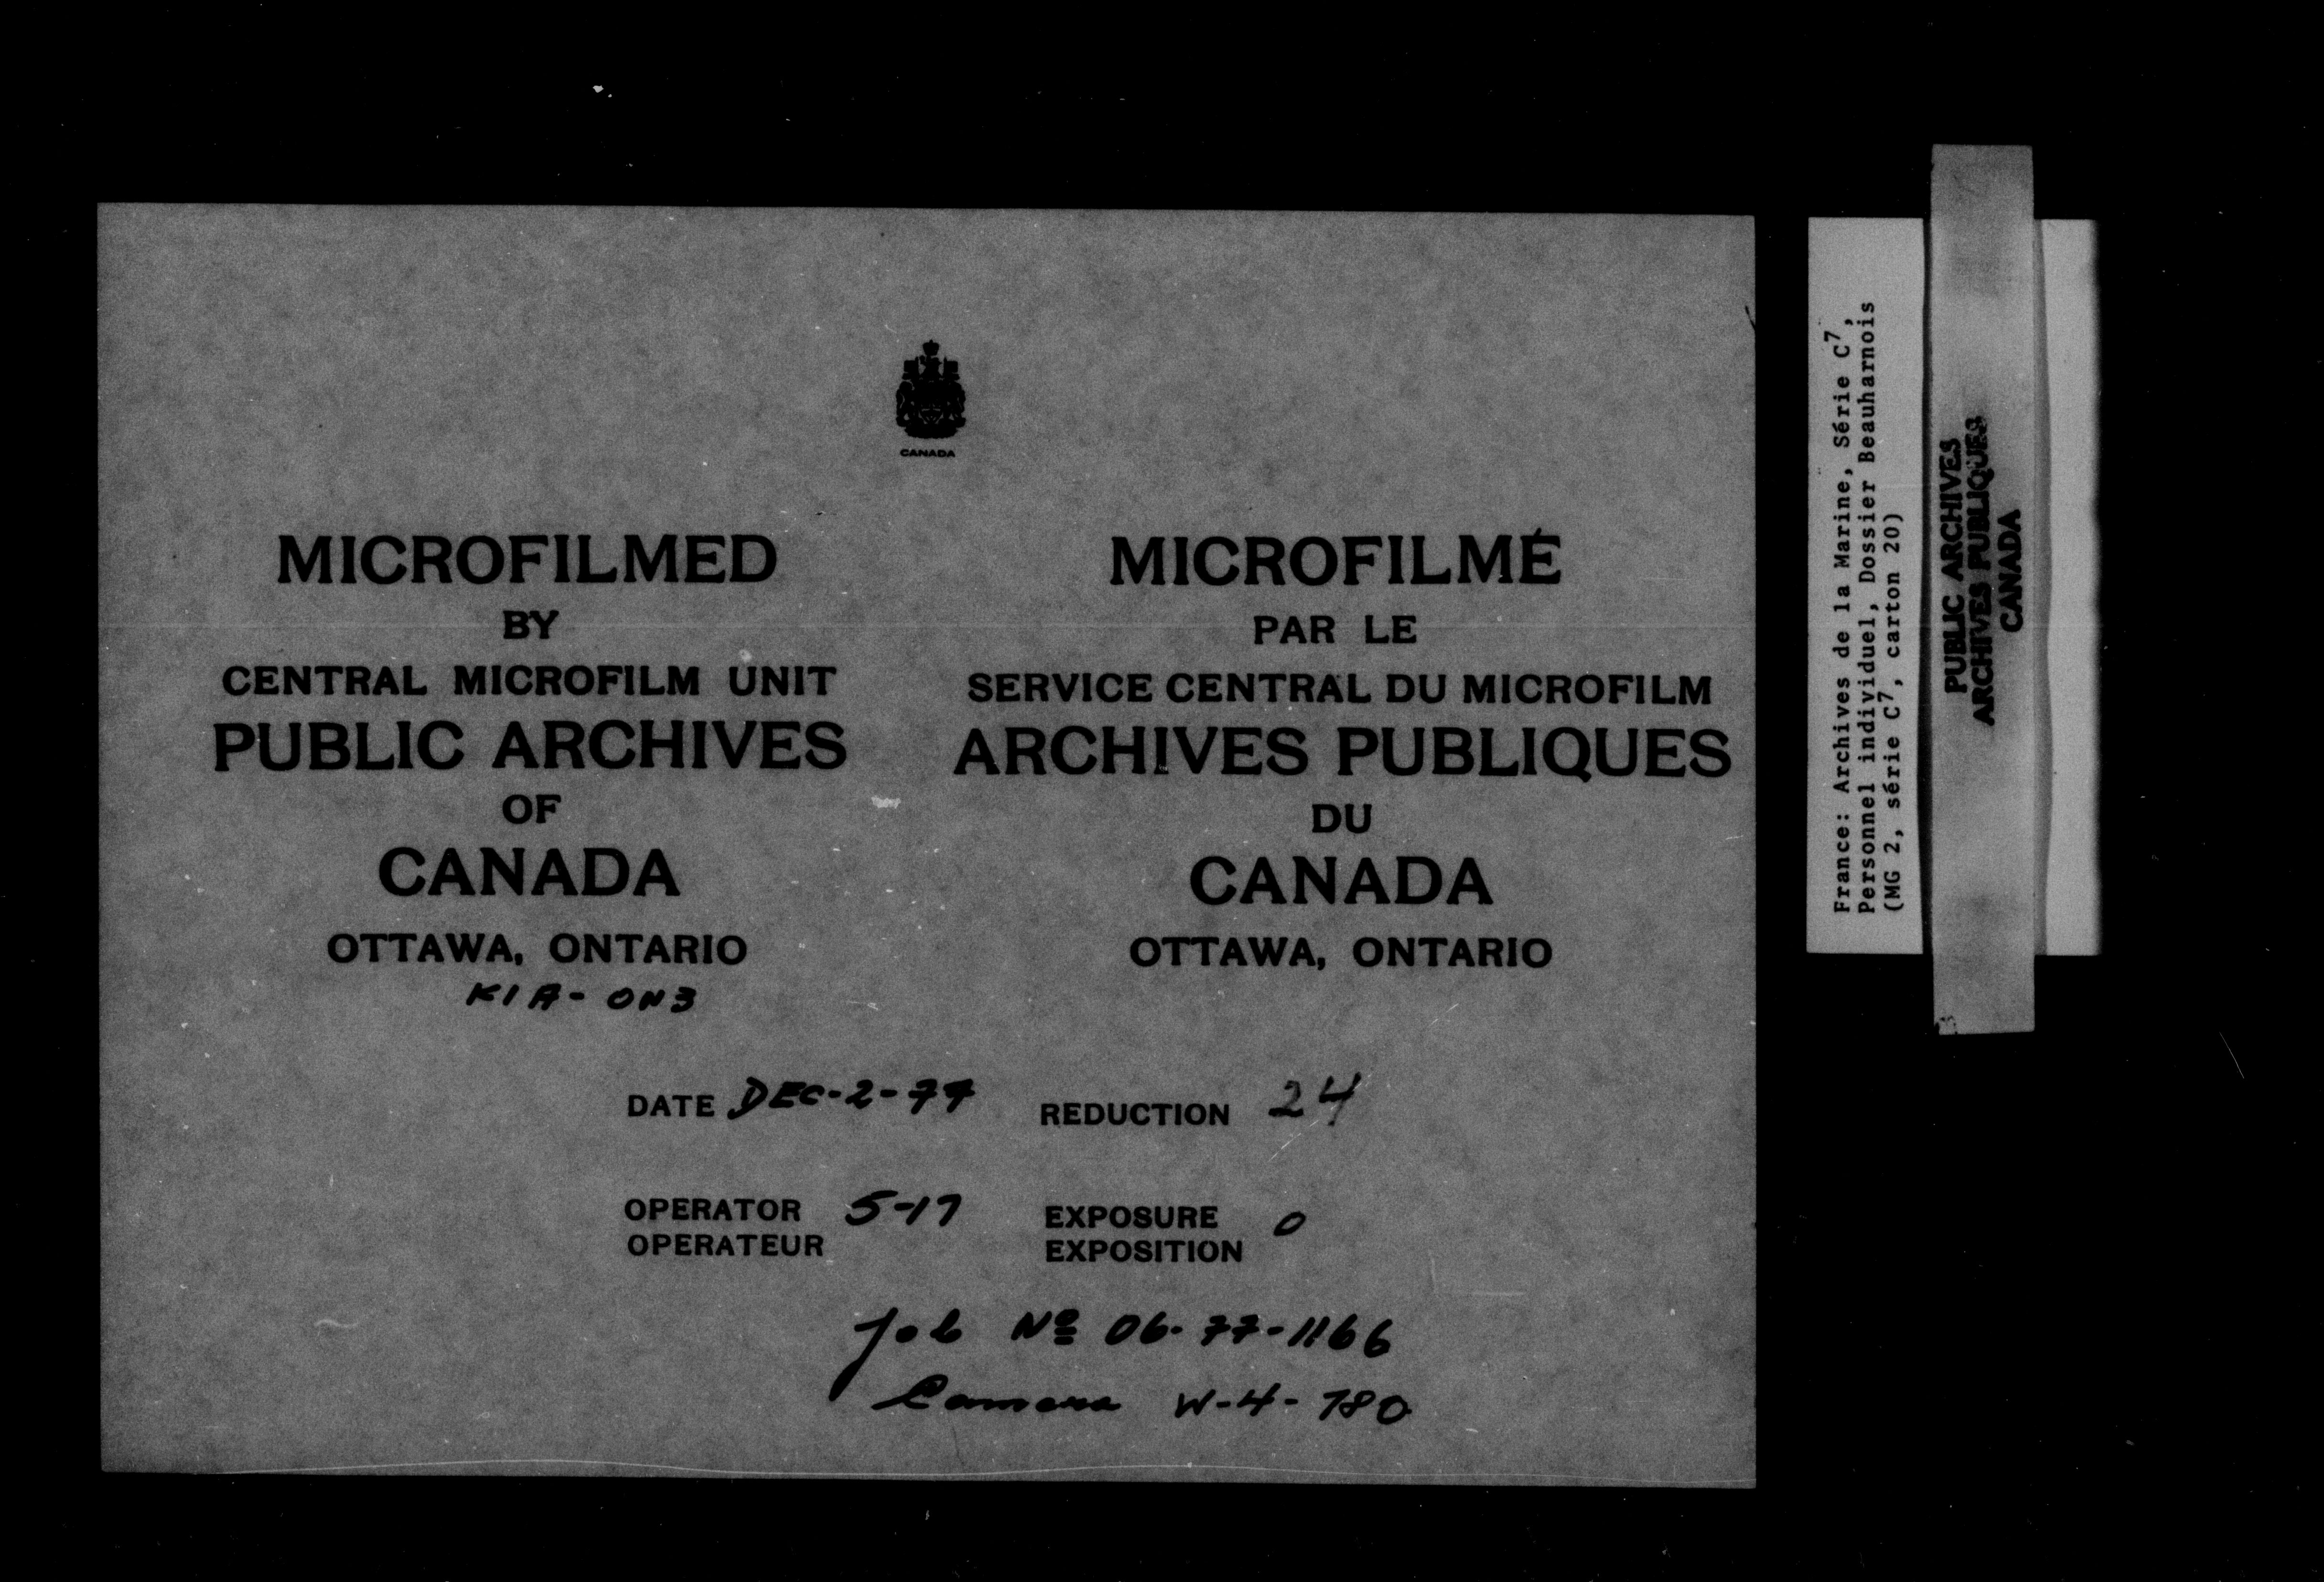 CANADA
MICROFILMED
BY
CENTRAL MICROFILM UNIT
PUBLIC ARCHIVES
OF
CANADA
OTTAWA, ONTARIO
K1A-ON3
MICROFILMÉ
PAR LE
SERVICE CENTRAL DU MICROFILM
ARCHIVES PUBLIQUES
DU
CANADA
OTTAWA, ONTARIO
DATE DEC-2-77 REDUCTION 24
OPERATOR 5-17 EXPOSURE 0
OPERATEUR EXPOSITION
Job Nº 06-77-1166
Camera W-4-780
France: Archives de la Marine, Série C7,
Personnel individuel, Dossier Beauharnois
(MG 2, série C7, carton 20)
PUBLIC ARCHIVES
ARCHIVES PUBLIQUES
CANADA